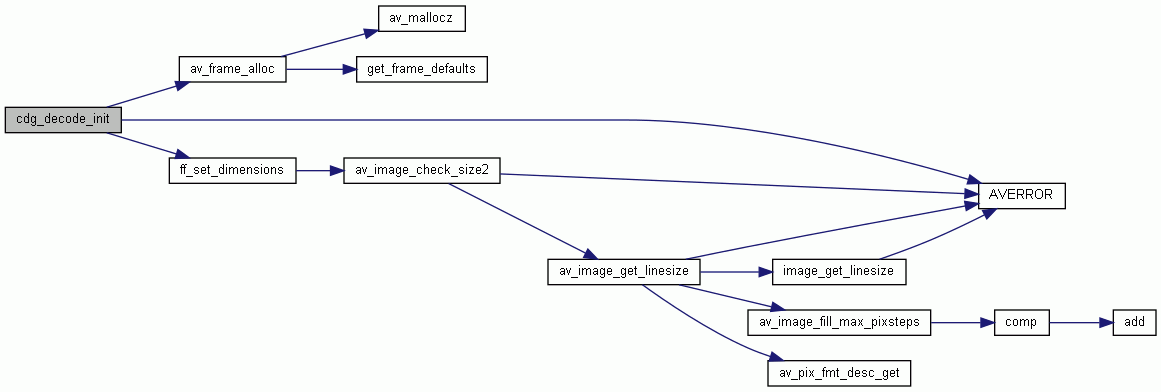 av_mallocz
av_frame_alloc
get_frame_defaults
cdg_decode_init
ff_set_dimensions
av_image_check_size2
AVERROR
av_image_get_linesize
image_get_linesize
av_image_fill_max_pixsteps
comp
add
av_pix_fmt_desc_get